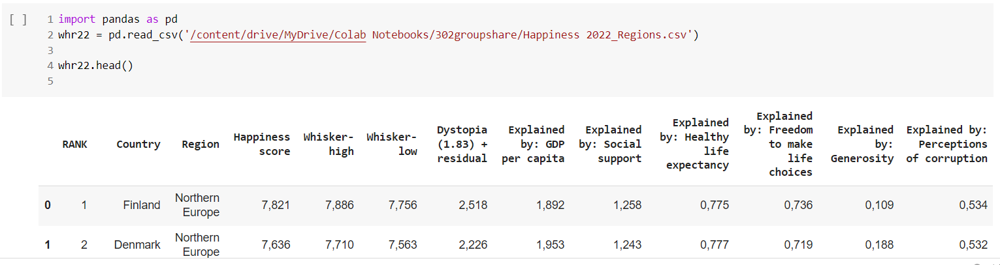 [ ]
1 import pandas as pd
2 whr22 = pd.read_csv('/content/drive/MyDrive/Colab Notebooks/302groupshare/Happiness 2022_Regions.csv')
3
4 whr22.head()
5
RANK Country Region Happiness score Whisker-high Whisker-low Dystopia (1.83) + residual Explained by: GDP per capita Explained by: Social support Explained by: Healthy life expectancy Explained by: Freedom to make life choices Explained by: Generosity Explained by: Perceptions of corruption
0 1 Finland Northern Europe 7,821 7,886 7,756 2,518 1,892 1,258 0,775 0,736 0,109 0,534
1 2 Denmark Northern Europe 7,636 7,710 7,563 2,226 1,953 1,243 0,777 0,719 0,188 0,532